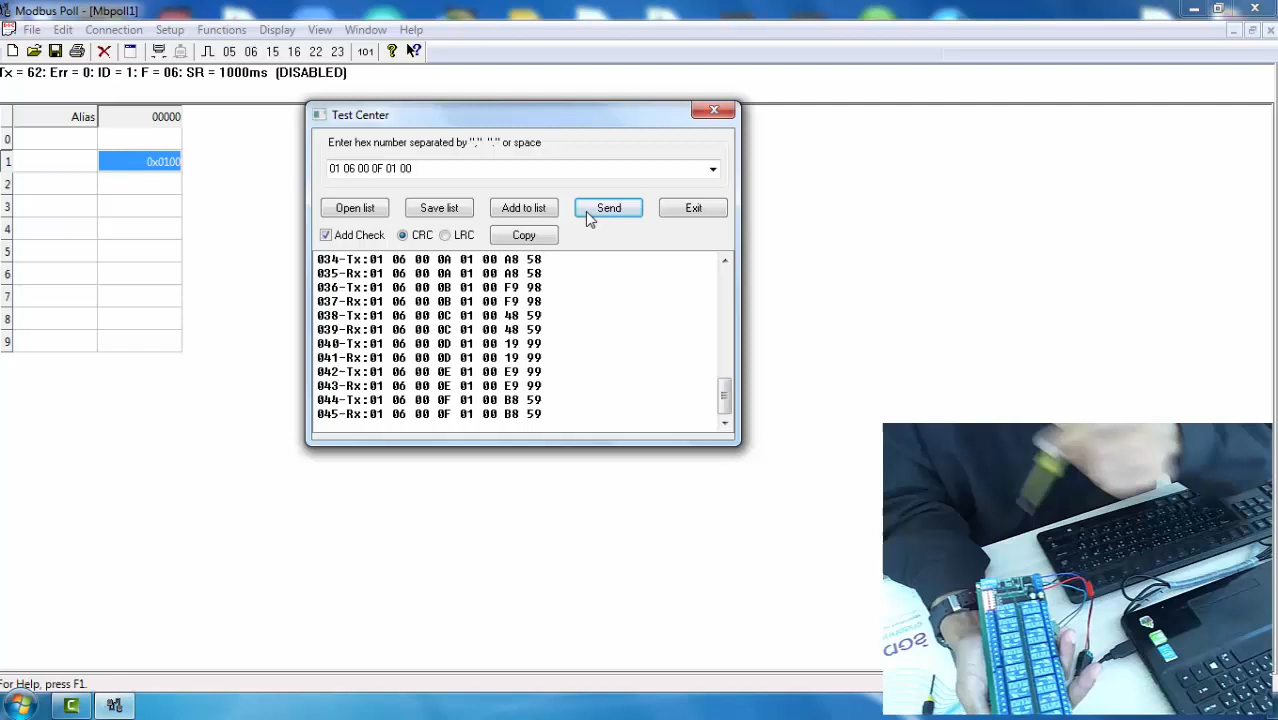 Modbus Poll - [Mbpoll1]
File Edit Connection Setup Functions Display View Window Help
05 06 15 16 22 23 101
Tx = 62: Err = 0: ID = 1: F = 06: SR = 1000ms (DISABLED)
Alias 00000
0
1 0x0100
2
3
4
5
6
7
8
9
Test Center
Enter hex number separated by "," "." or space
01 06 00 0F 01 00
Open list Save list Add to list Send Exit
Add Check CRC LRC Copy
034-Tx:01 06 00 0A 01 00 A8 58
035-Rx:01 06 00 0A 01 00 A8 58
036-Tx:01 06 00 0B 01 00 F9 98
037-Rx:01 06 00 0B 01 00 F9 98
038-Tx:01 06 00 0C 01 00 48 59
039-Rx:01 06 00 0C 01 00 48 59
040-Tx:01 06 00 0D 01 00 19 99
041-Rx:01 06 00 0D 01 00 19 99
042-Tx:01 06 00 0E 01 00 E9 99
043-Rx:01 06 00 0E 01 00 E9 99
044-Tx:01 06 00 0F 01 00 B8 59
045-Rx:01 06 00 0F 01 00 B8 59
For Help, press F1.